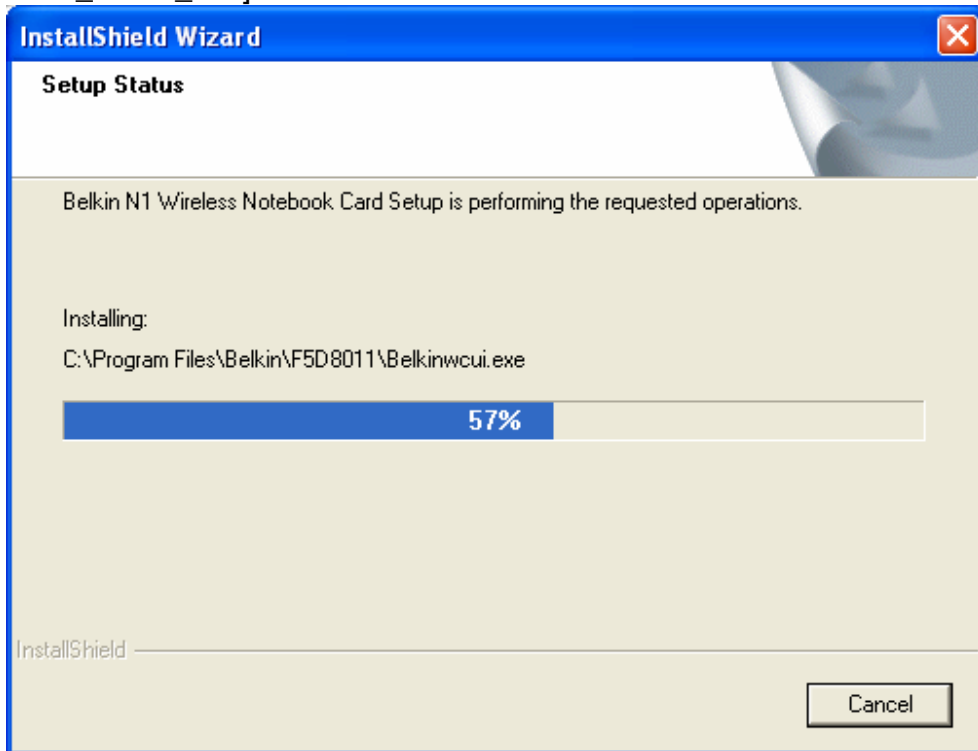 InstallShield Wizard
Setup Status
Belkin N1 Wireless Notebook Card Setup is performing the requested operations.
Installing:
C:\Program Files\Belkin\F5D8011\Belkinwcui.exe
57%
InstallShield
Cancel